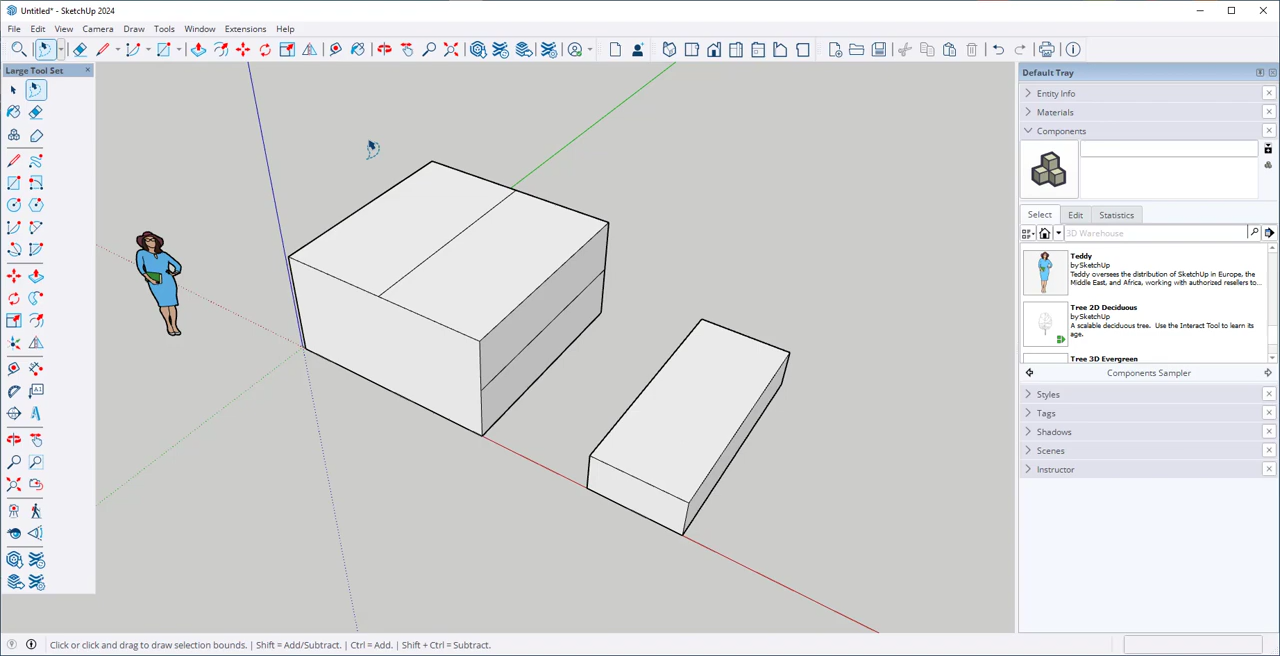 Untitled* - SketchUp 2024
File Edit View Camera Draw Tools Window Extensions Help
Large Tool Set
Default Tray
Entity Info
Materials
Components
Select Edit Statistics
3D Warehouse
Teddy
by SketchUp
Teddy oversees the distribution of SketchUp in Europe, the
Middle East, and Africa, working with authorized resellers to...
Tree 2D Deciduous
by SketchUp
A scalable deciduous tree. Use the Interact Tool to learn its
age.
Tree 3D Evergreen
Components Sampler
Styles
Tags
Shadows
Scenes
Instructor
Click or click and drag to draw selection bounds. | Shift = Add/Subtract. | Ctrl = Add. | Shift + Ctrl = Subtract.